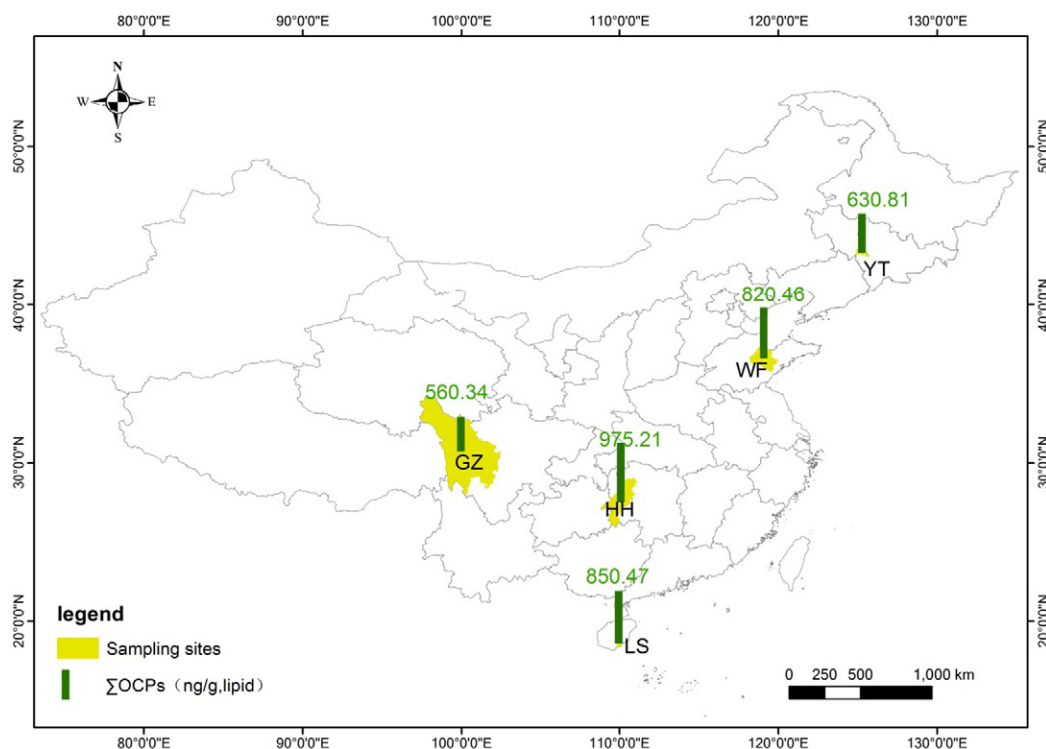 80°0'0"E 90°0'0"E 100°0'0"E 110°0'0"E 120°0'0"E 130°0'0"E
N
W E
S
50°0'0"N 50°0'0"N
630.81
YT
40°0'0"N 820.46 40°0'0"N
WF
560.34
975.21
30°0'0"N GZ 30°0'0"N
HH
850.47
legend
20°0'0"N 20°0'0"N
Sampling sites LS
∑OCPs（ng/g,lipid）
0 250 500 1,000 km
80°0'0"E 90°0'0"E 100°0'0"E 110°0'0"E 120°0'0"E 130°0'0"E